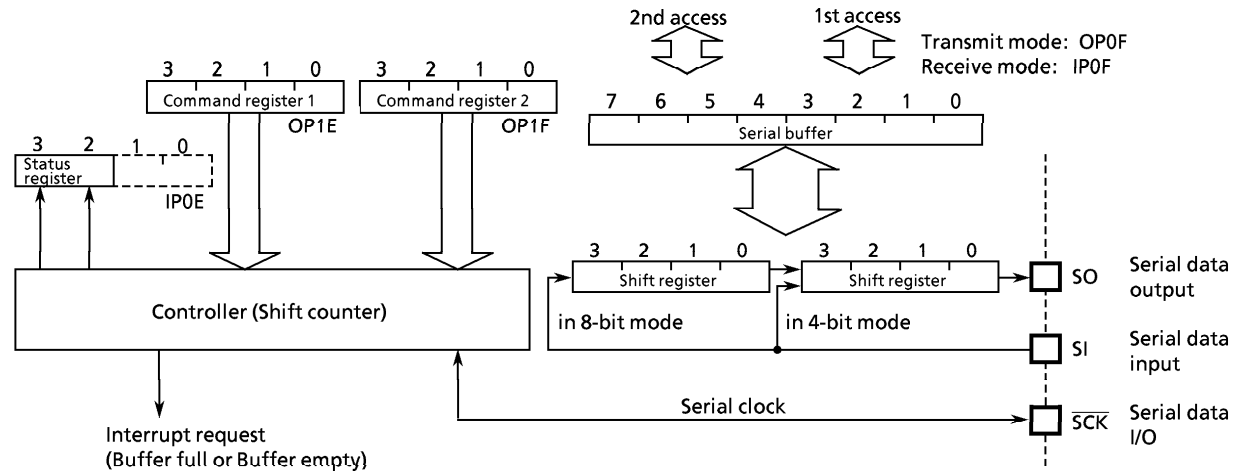 2nd access
1st access
Transmit mode: OP0F
Receive mode: IP0F
3 2 1 0
Command register 1
OP1E
3 2 1 0
Command register 2
OP1F
7 6 5 4 3 2 1 0
Serial buffer
3 2 1 0
Status
register
IP0E
3 2 1 0
Shift register
3 2 1 0
Shift register
SO
Serial data
output
Controller (Shift counter)
in 8-bit mode
in 4-bit mode
SI
Serial data
input
Serial clock
SCK
Serial data
I/O
Interrupt request
(Buffer full or Buffer empty)